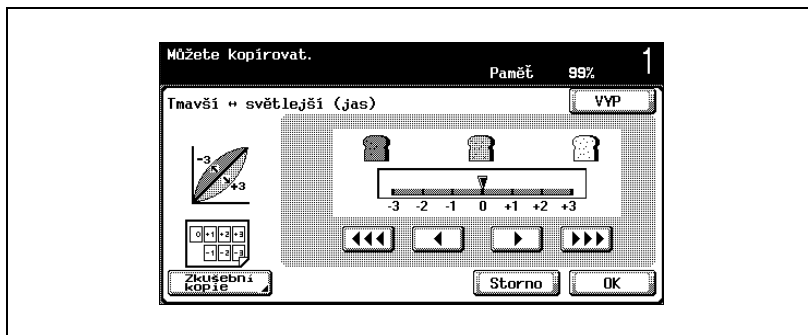 Můžete kopírovat.
Paměť 99% 1
Tmavší ↔ světlejší (jas) VYP
-3
+3
-3 -2 -1 0 +1 +2 +3
0 +1 +2 +3
-1 -2 -3
Zkušební
kopie
Storno OK